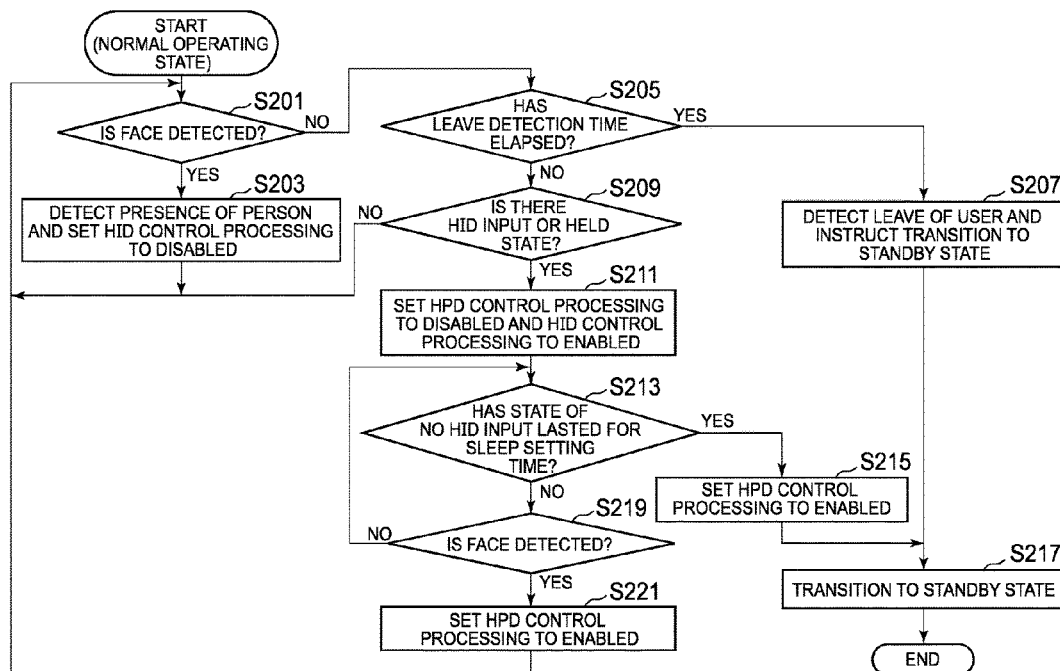 START
(NORMAL OPERATING
STATE)
S201
IS FACE DETECTED?
NO
YES
S203
DETECT PRESENCE OF PERSON
AND SET HID CONTROL PROCESSING
TO DISABLED
S205
HAS
LEAVE DETECTION TIME
ELAPSED?
YES
NO
S207
DETECT LEAVE OF USER AND
INSTRUCT TRANSITION TO
STANDBY STATE
S209
IS THERE
HID INPUT OR HELD
STATE?
NO
YES
S211
SET HPD CONTROL PROCESSING
TO DISABLED AND HID CONTROL
PROCESSING TO ENABLED
S213
HAS STATE OF
NO HID INPUT LASTED FOR
SLEEP SETTING
TIME?
YES
NO
S215
SET HPD CONTROL
PROCESSING TO ENABLED
S219
IS FACE DETECTED?
NO
YES
S217
TRANSITION TO STANDBY STATE
S221
SET HPD CONTROL
PROCESSING TO ENABLED
END